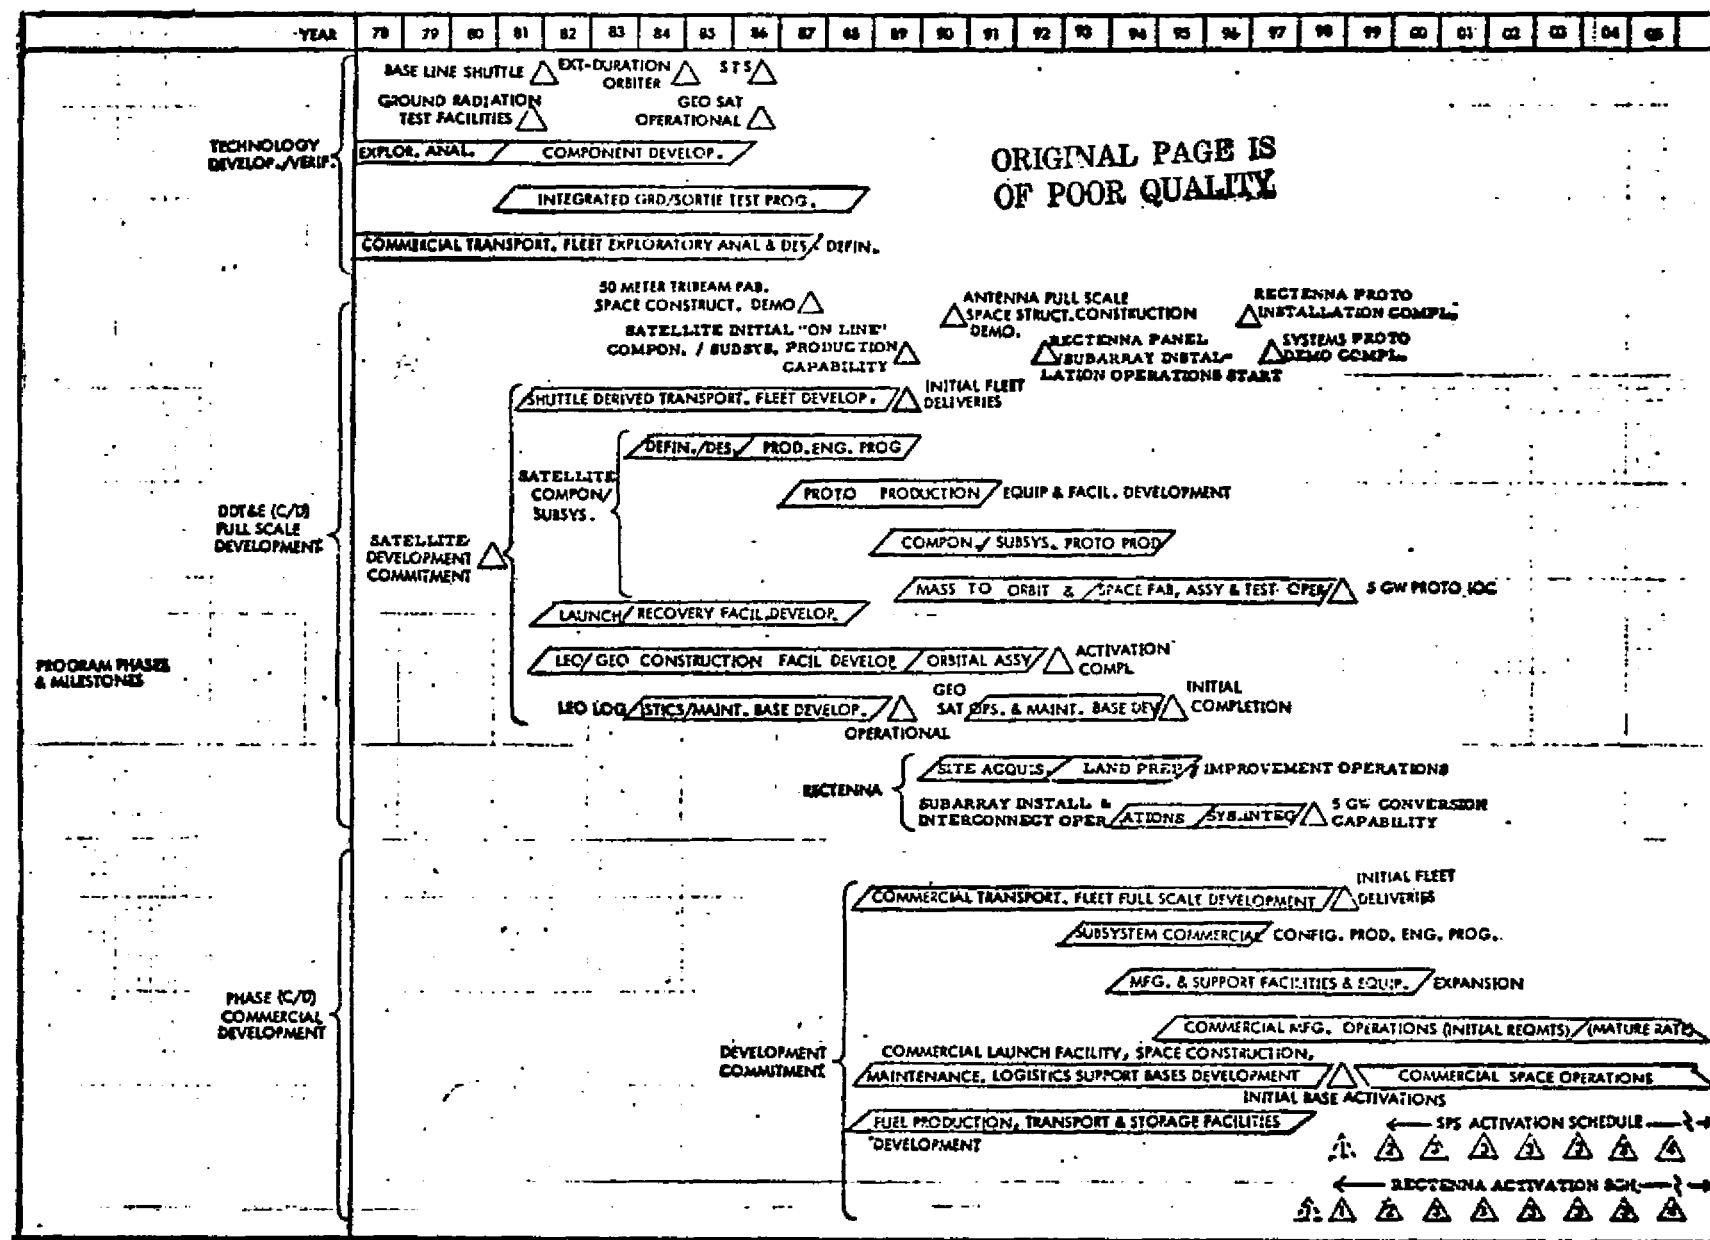 YEAR 78 79 80 81 82 83 84 85 86 87 88 89 90 91 92 93 94 95 96 97 98 99 00 01 02 03 04 05
BASE LINE SHUTTLE
EXT-DURATION
ORBITER
STS
GROUND RADIATION
TEST FACILITIES
GEO SAT
OPERATIONAL
TECHNOLOGY
DEVELOP./VERIF.
EXPLOR. ANAL.
COMPONENT DEVELOP.
ORIGINAL PAGE IS
OF POOR QUALITY
INTEGRATED GRD/SORTIE TEST PROG.
COMMERCIAL TRANSPORT. FLEET EXPLORATORY ANAL & DES/ DEFIN.
50 METER TRIBEAM FAB.
SPACE CONSTRUCT. DEMO
ANTENNA FULL SCALE
SPACE STRUCT. CONSTRUCTION
DEMO.
RECTENNA PROTO
INSTALLATION COMPL.
SATELLITE INITIAL "ON LINE"
COMPON. / SUBSYS. PRODUCTION
CAPABILITY
RECTENNA PANEL
/SUBARRAY INSTAL-
LATION OPERATIONS START
SYSTEMS PROTO
DEMO COMPL.
SHUTTLE DERIVED TRANSPORT. FLEET DEVELOP.
INITIAL FLEET
DELIVERIES
DEFIN./DES.
PROD. ENG. PROG
SATELLITE
COMPON/
SUBSYS.
PROTO PRODUCTION EQUIP & FACIL. DEVELOPMENT
DDT&E (C/D)
FULL SCALE
DEVELOPMENT
SATELLITE
DEVELOPMENT
COMMITMENT
COMPON / SUBSYS. PROTO PROD
MASS TO ORBIT & SPACE FAB, ASSY & TEST OPER
5 GW PROTO IOC
LAUNCH/ RECOVERY FACIL. DEVELOP.
LEO/ GEO CONSTRUCTION FACIL DEVELOP
ORBITAL ASSY
ACTIVATION
COMPL
PROGRAM PHASES
& MILESTONES
LEO LOGISTICS/MAINT. BASE DEVELOP.
OPERATIONAL
GEO
SAT OPS. & MAINT. BASE DEV
INITIAL
COMPLETION
RECTENNA
SITE ACQUIS.
LAND PREP / IMPROVEMENT OPERATIONS
SUBARRAY INSTALL &
INTERCONNECT OPERATIONS
SYS. INTEG
5 GW CONVERSION
CAPABILITY
COMMERCIAL TRANSPORT. FLEET FULL SCALE DEVELOPMENT
INITIAL FLEET
DELIVERIES
SUBSYSTEM COMMERCIAL CONFIG. PROD. ENG. PROG.
MFG. & SUPPORT FACILITIES & EQUIP. EXPANSION
PHASE (C/D)
COMMERCIAL
DEVELOPMENT
COMMERCIAL MFG. OPERATIONS (INITIAL REQMTS) (MATURE RATE)
DEVELOPMENT
COMMITMENT
COMMERCIAL LAUNCH FACILITY, SPACE CONSTRUCTION,
MAINTENANCE, LOGISTICS SUPPORT BASES DEVELOPMENT
COMMERCIAL SPACE OPERATIONS
INITIAL BASE ACTIVATIONS
FUEL PRODUCTION, TRANSPORT & STORAGE FACILITIES
DEVELOPMENT
SPS ACTIVATION SCHEDULE
RECTENNA ACTIVATION SCH.